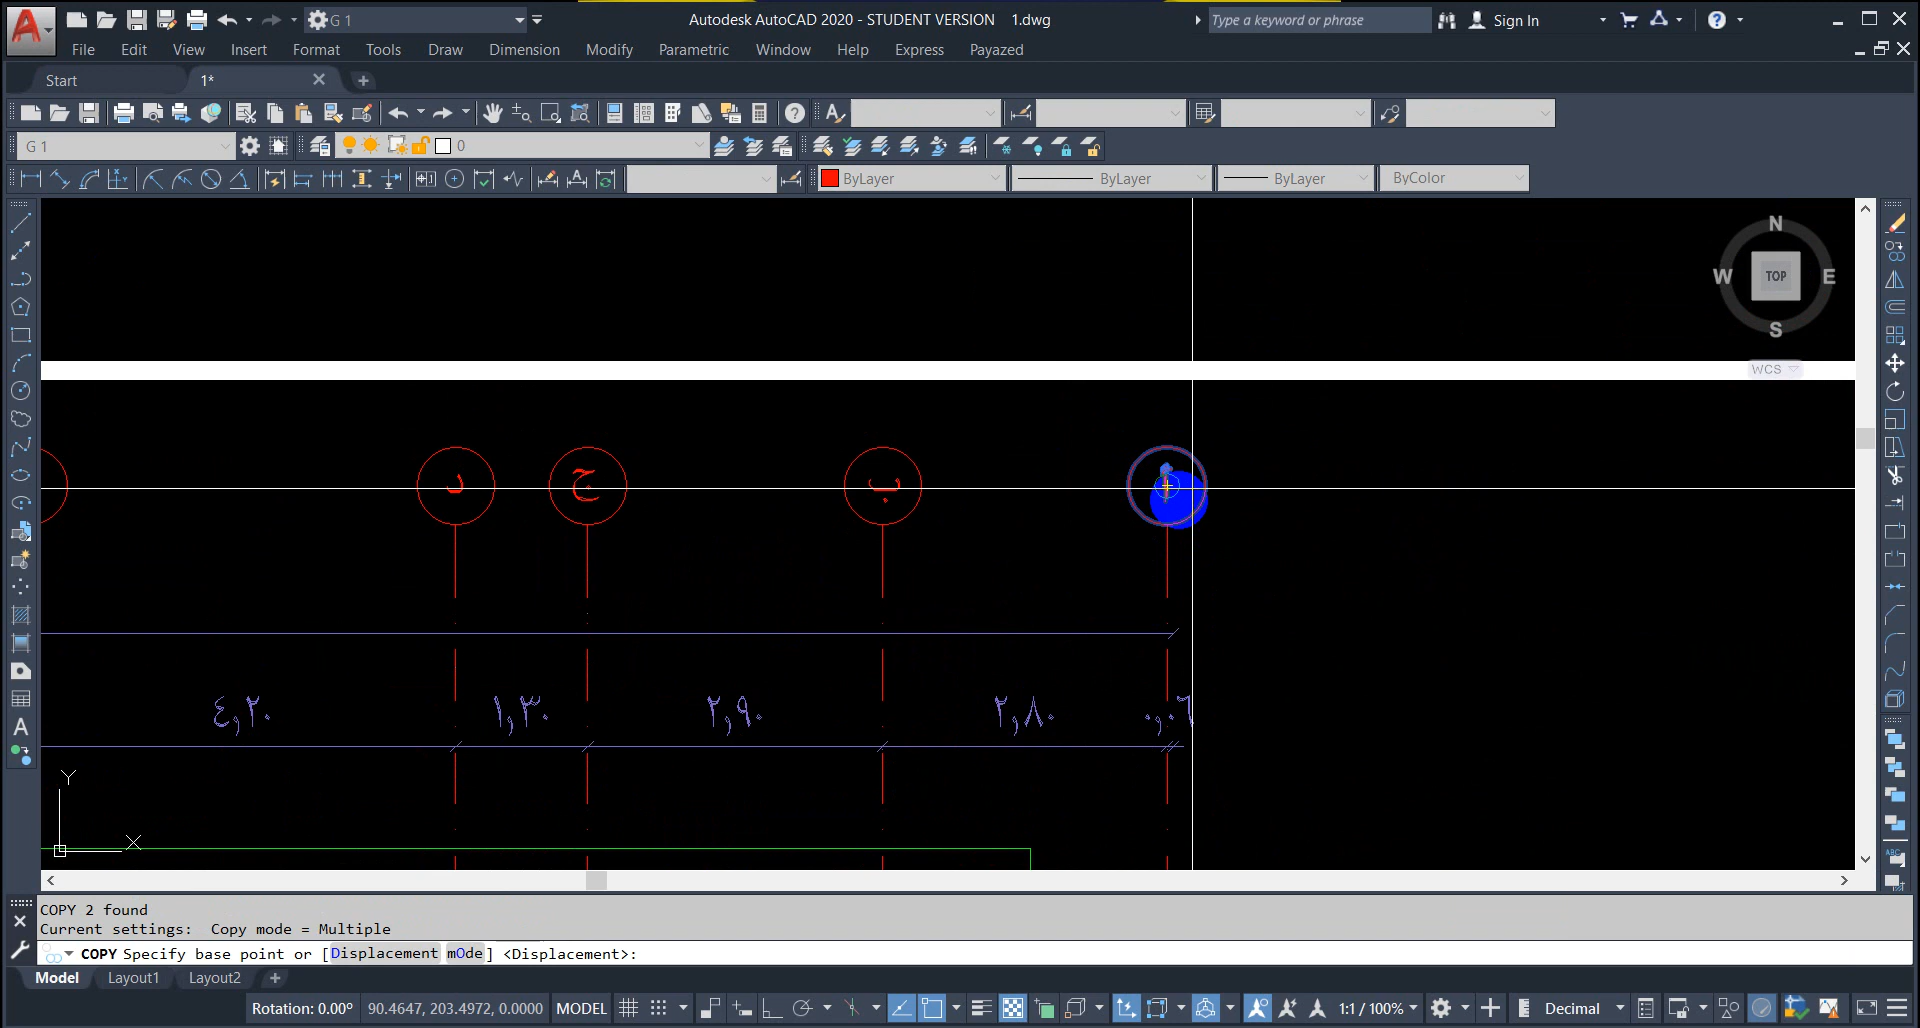 G 1
Autodesk AutoCAD 2020 - STUDENT VERSION 1.dwg
Type a keyword or phrase
Sign In
File Edit View Insert Format Tools Draw Dimension Modify Parametric Window Help Express Payazed
Start 1*
G 1
0
ByLayer
ByLayer
ByLayer
ByColor
N
W TOP E
S
WCS
د ج ب أ
٤,٢٠ ١,٣٠ ٢,٩٠ ٢,٨٠ ٠,٠٦
Y
X
COPY 2 found
Current settings: Copy mode = Multiple
COPY Specify base point or [Displacement mOde] <Displacement>:
Model Layout1 Layout2
Rotation: 0.00° 90.4647, 203.4972, 0.0000 MODEL 1:1 / 100% Decimal